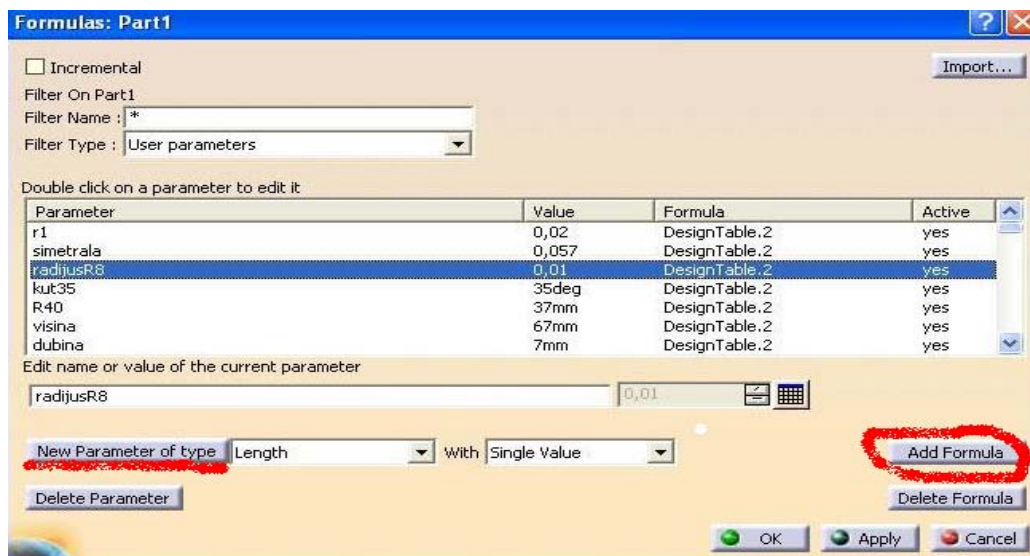 Formulas: Part1
Incremental
Import...
Filter On Part1
Filter Name : *
Filter Type : User parameters
Double click on a parameter to edit it
Parameter Value Formula Active
r1 0,02 DesignTable.2 yes
simetrala 0,057 DesignTable.2 yes
radijusR8 0,01 DesignTable.2 yes
kut35 35deg DesignTable.2 yes
R40 37mm DesignTable.2 yes
visina 67mm DesignTable.2 yes
dubina 7mm DesignTable.2 yes
Edit name or value of the current parameter
radijusR8 0,01
New Parameter of type Length With Single Value Add Formula
Delete Parameter Delete Formula
OK Apply Cancel